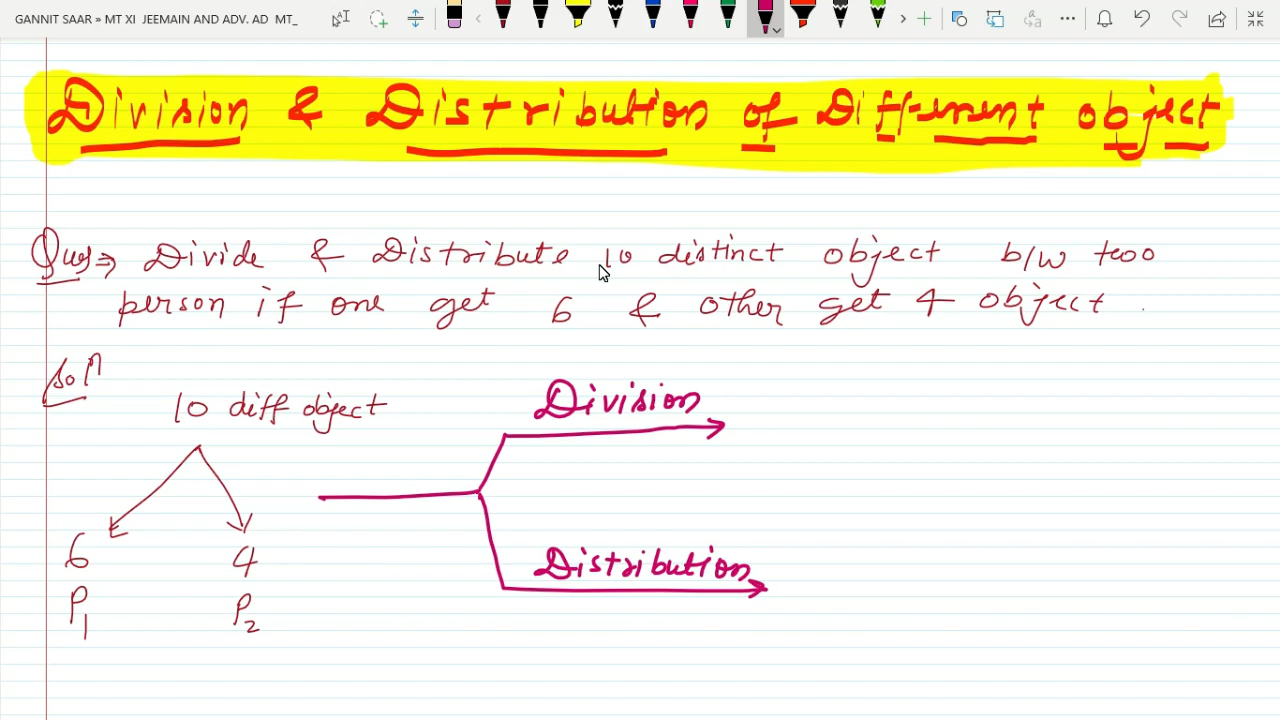 GANNIT SAAR » MT XI JEEMAIN AND ADV. AD MT_
Division & Distribution of Different object
Ques⇒ Divide & Distribute 10 distinct object b/w two
person if one get 6 & other get 4 object.
Solⁿ
10 diff object
Division
6 4
Distribution
P₁ P₂